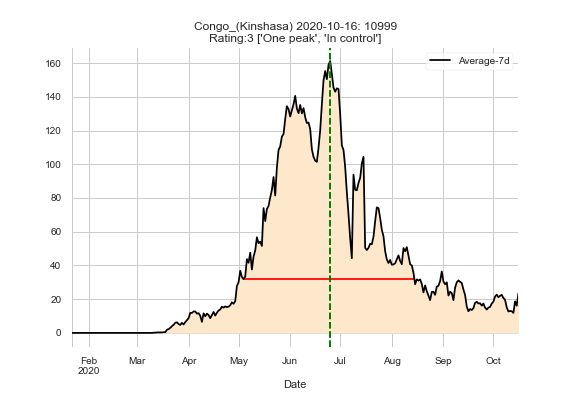 Congo_(Kinshasa) 2020-10-16: 10999
Rating:3 ['One peak', 'In control']
Average-7d
160
140
120
100
80
60
40
20
0
Feb Mar Apr May Jun Jul Aug Sep Oct
2020
Date